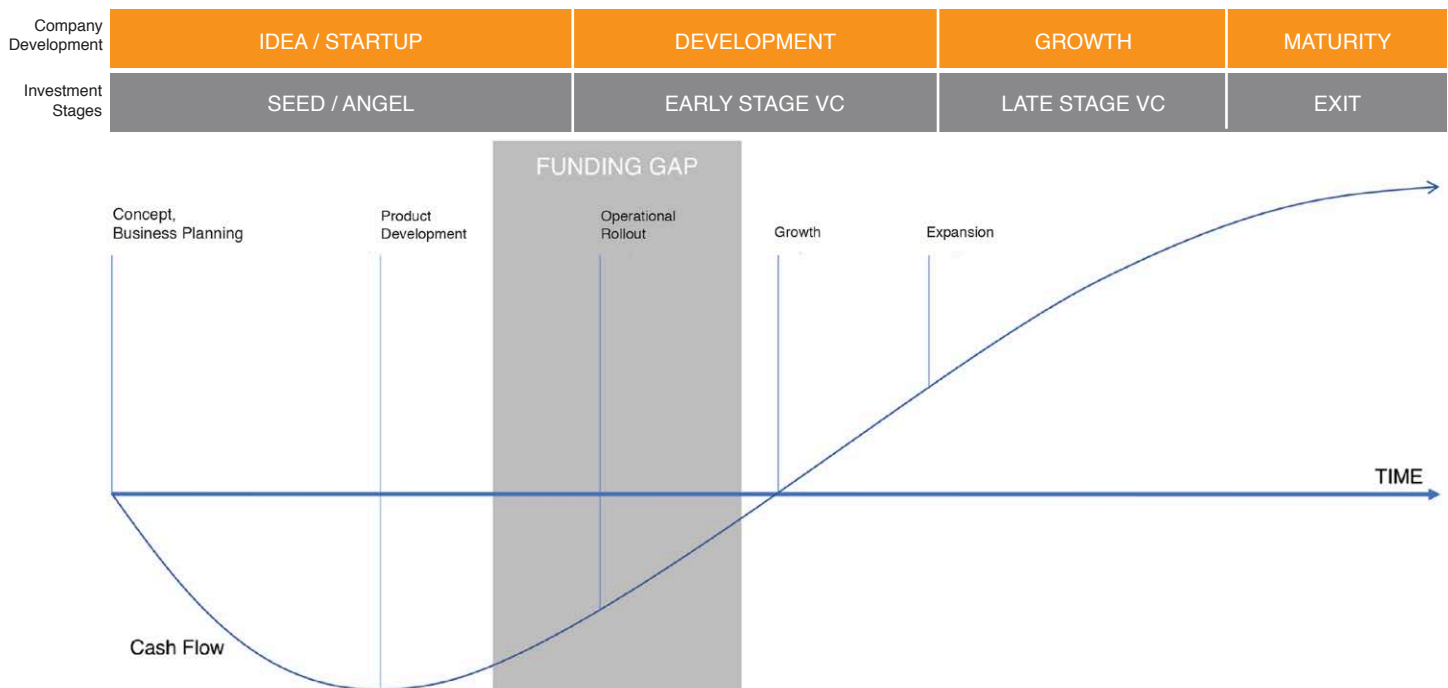 Company
Development
IDEA / STARTUP
DEVELOPMENT
GROWTH
MATURITY
Investment
Stages
SEED / ANGEL
EARLY STAGE VC
LATE STAGE VC
EXIT
FUNDING GAP
Concept,
Business Planning
Product
Development
Operational
Rollout
Growth
Expansion
TIME
Cash Flow